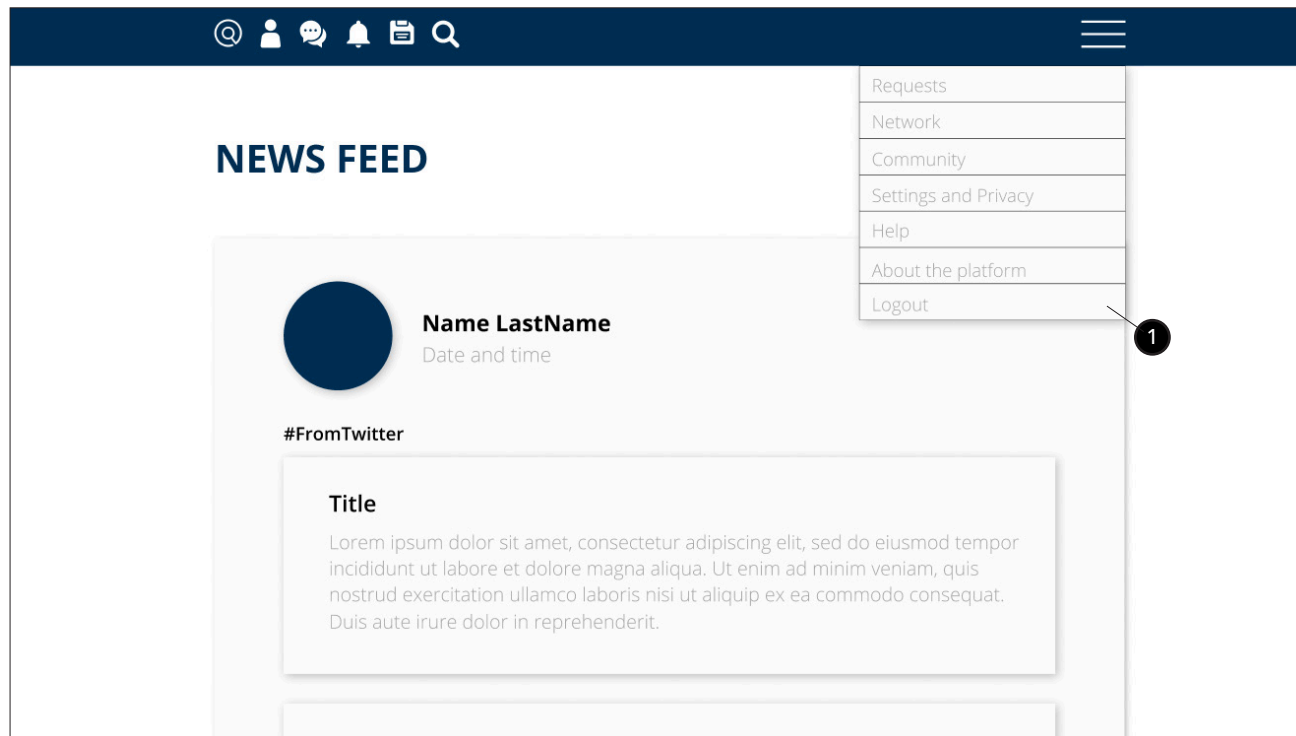 Requests
Network
Community
Settings and Privacy
Help
About the platform
Logout
1
NEWS FEED
Name LastName
Date and time
#FromTwitter
Title
Lorem ipsum dolor sit amet, consectetur adipiscing elit, sed do eiusmod tempor
incididunt ut labore et dolore magna aliqua. Ut enim ad minim veniam, quis
nostrud exercitation ullamco laboris nisi ut aliquip ex ea commodo consequat.
Duis aute irure dolor in reprehenderit.